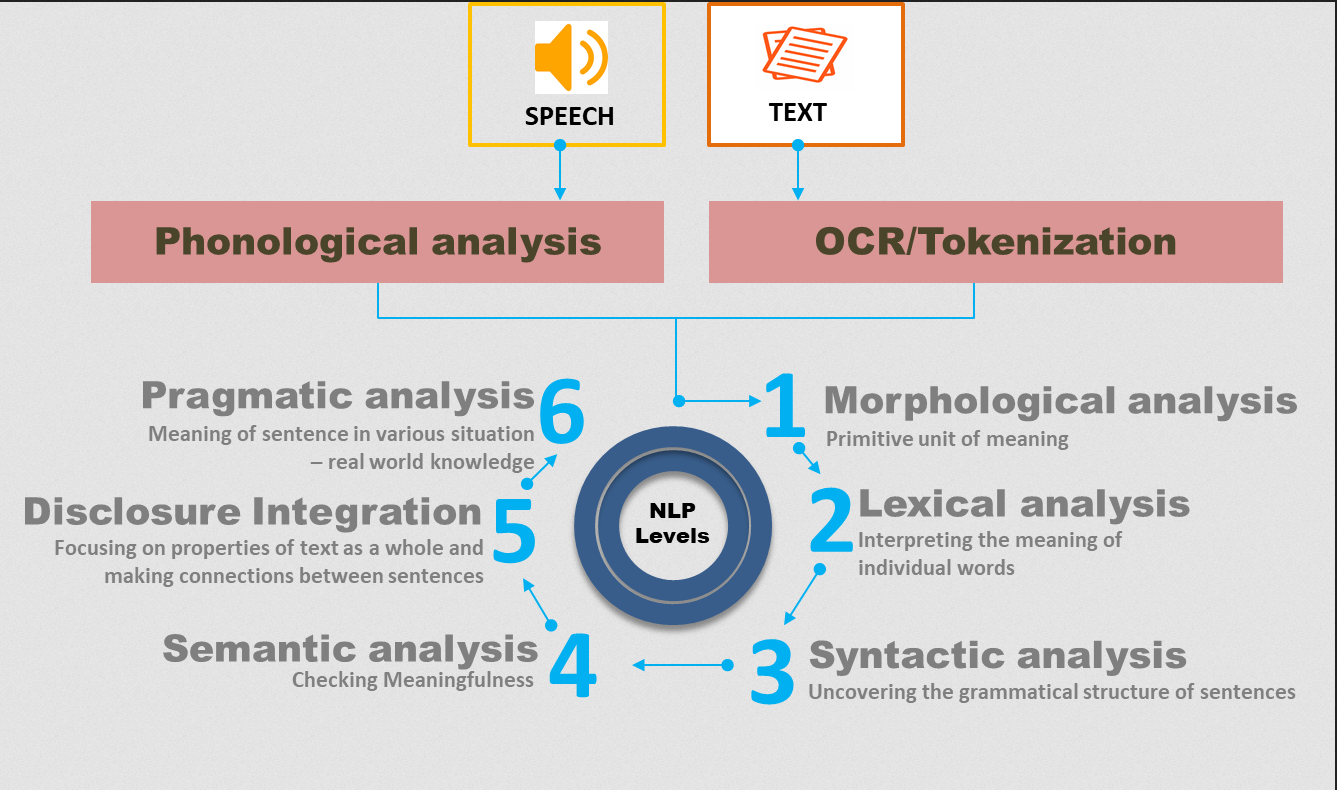 SPEECH
TEXT
Phonological analysis
OCR/Tokenization
1
Morphological analysis
Primitive unit of meaning
2
Lexical analysis
Interpreting the meaning of
individual words
3
Syntactic analysis
Uncovering the grammatical structure of sentences
4
Semantic analysis
Checking Meaningfulness
5
Disclosure Integration
Focusing on properties of text as a whole and
making connections between sentences
6
Pragmatic analysis
Meaning of sentence in various situation
– real world knowledge
NLP
Levels